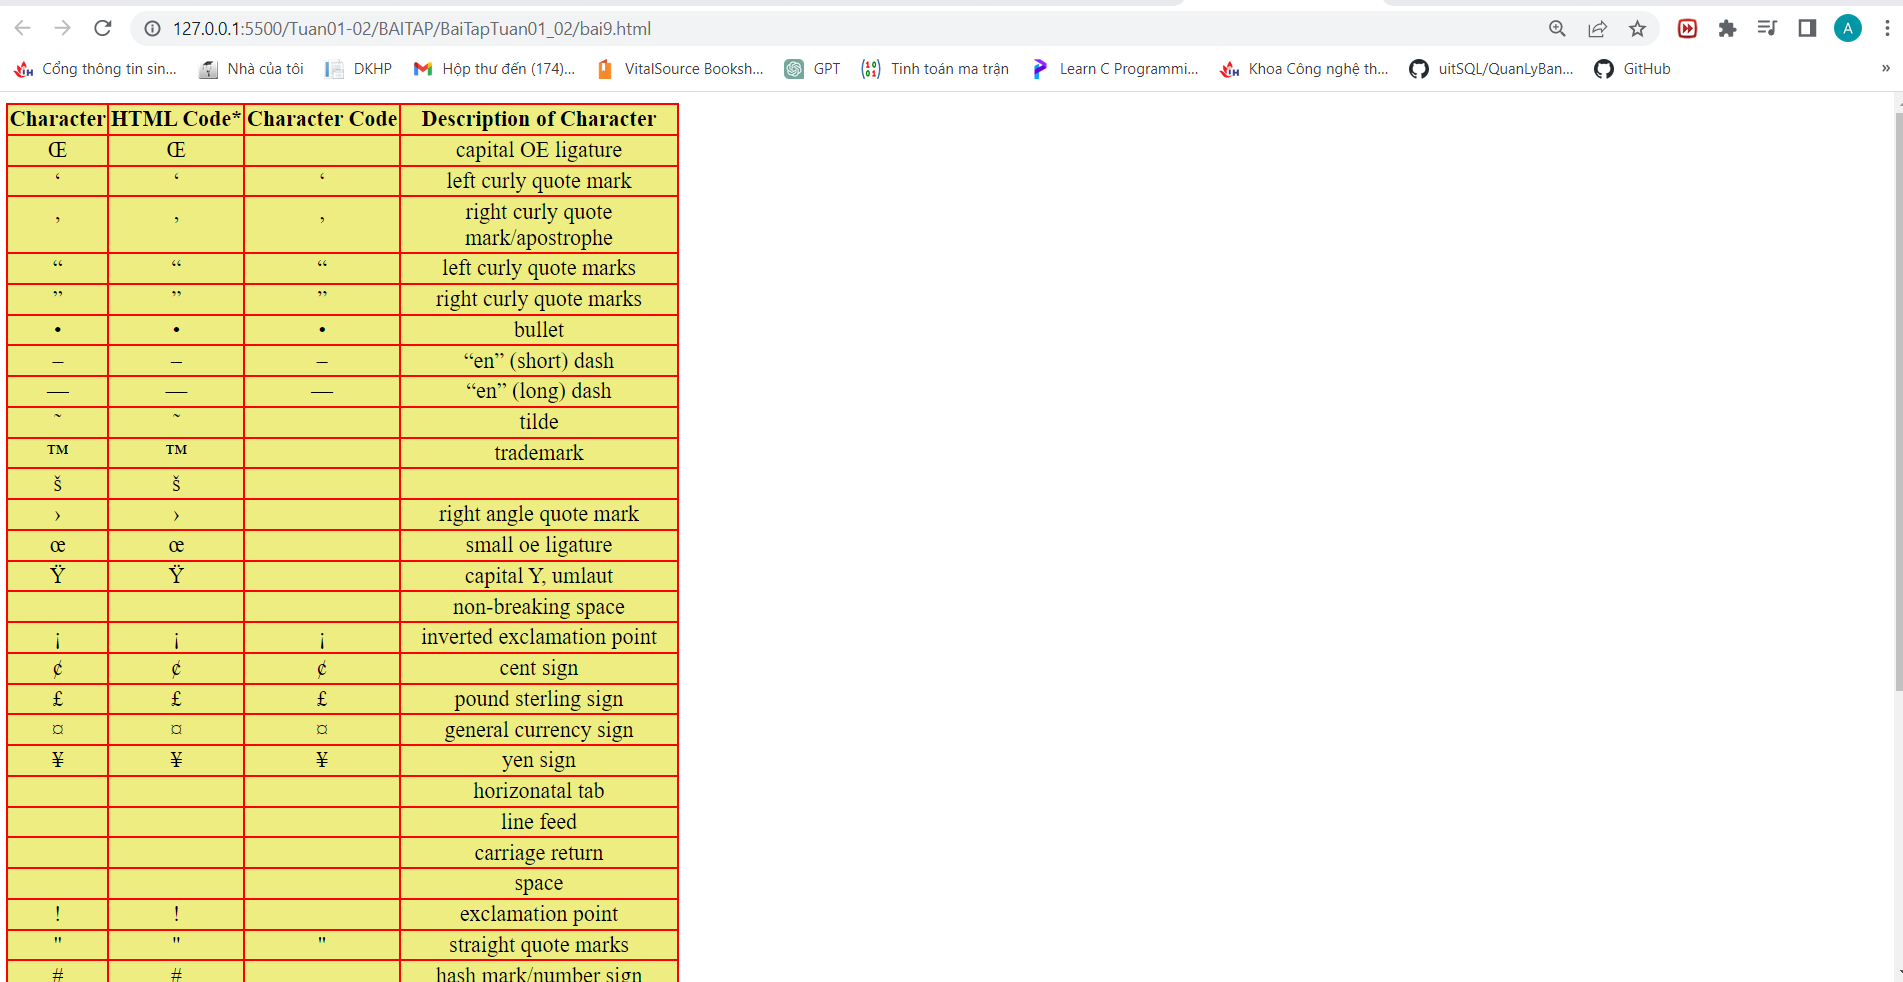 127.0.0.1:5500/Tuan01-02/BAITAP/BaiTapTuan01_02/bai9.html
A
Cổng thông tin sin... Nhà của tôi DKHP Hộp thư đến (174)... VitalSource Booksh... GPT Tinh toán ma trận Learn C Programmi... Khoa Công nghệ th... uitSQL/QuanLyBan... GitHub »
Character HTML Code* Character Code Description of Character
Œ Œ capital OE ligature
‘ ‘ ‘ left curly quote mark
’ ’ ’ right curly quote
mark/apostrophe
“ “ “ left curly quote marks
” ” ” right curly quote marks
• • • bullet
– – – “en” (short) dash
— — — “en” (long) dash
˜ ˜ tilde
™ ™ trademark
š š
› › right angle quote mark
œ œ small oe ligature
Ÿ Ÿ capital Y, umlaut
non-breaking space
¡ ¡ ¡ inverted exclamation point
¢ ¢ ¢ cent sign
£ £ £ pound sterling sign
¤ ¤ ¤ general currency sign
¥ ¥ ¥ yen sign
horizonatal tab
line feed
carriage return
space
! ! exclamation point
" " " straight quote marks
# # hash mark/number sign